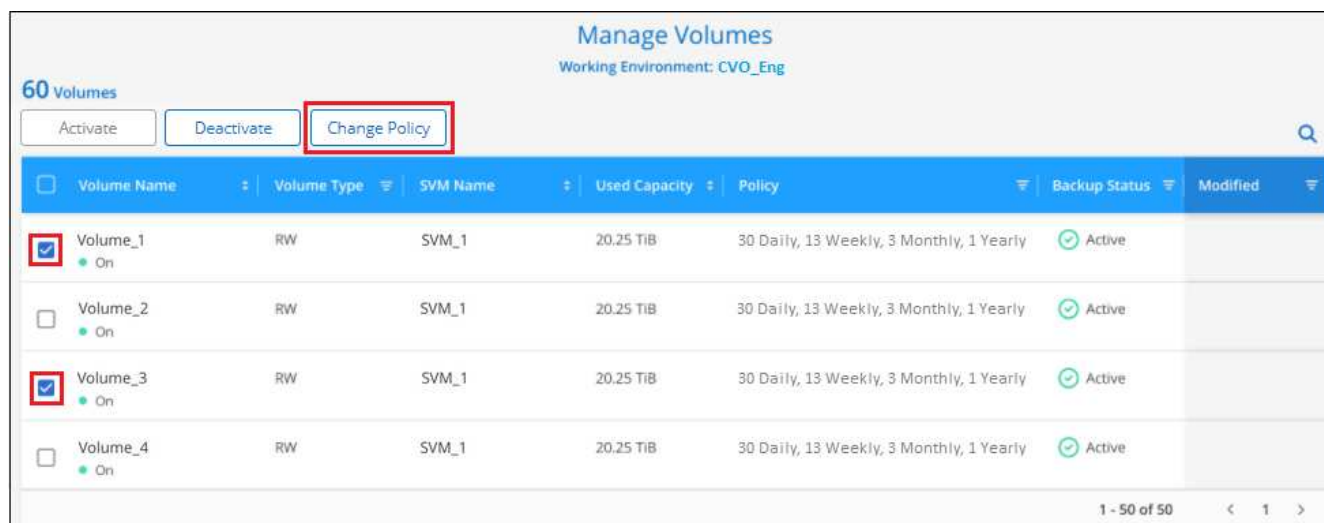 Manage Volumes
Working Environment: CVO_Eng
60 Volumes
Activate Deactivate Change Policy
Volume Name Volume Type SVM Name Used Capacity Policy Backup Status Modified
Volume_1 RW SVM_1 20.25 TiB 30 Daily, 13 Weekly, 3 Monthly, 1 Yearly Active
On
Volume_2 RW SVM_1 20.25 TiB 30 Daily, 13 Weekly, 3 Monthly, 1 Yearly Active
On
Volume_3 RW SVM_1 20.25 TiB 30 Daily, 13 Weekly, 3 Monthly, 1 Yearly Active
On
Volume_4 RW SVM_1 20.25 TiB 30 Daily, 13 Weekly, 3 Monthly, 1 Yearly Active
On
1 - 50 of 50 < 1 >